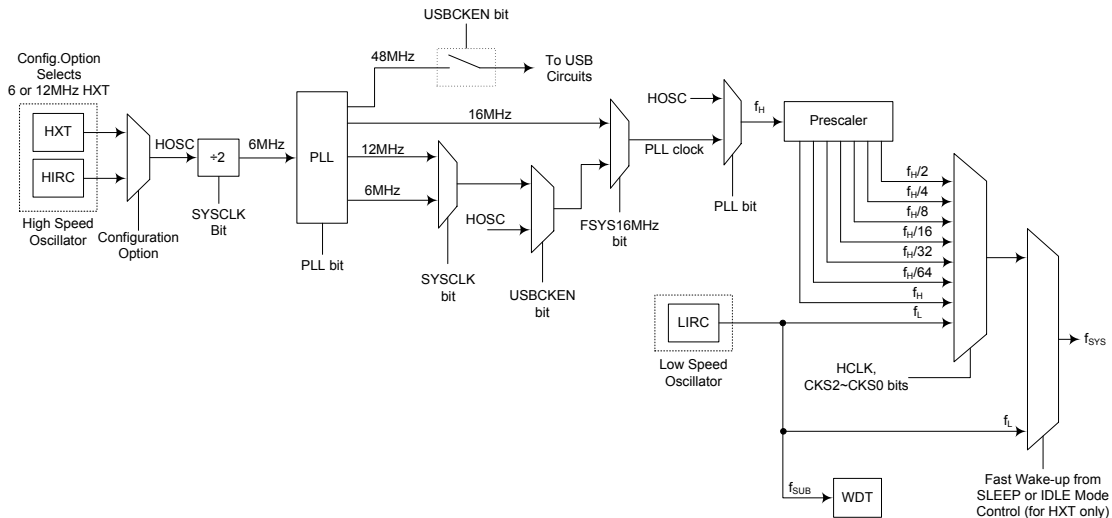 USBCKEN bit
Config.Option
Selects
6 or 12MHz HXT
48MHz
To USB
Circuits
HXT
HIRC
HOSC
÷2
6MHz
PLL
16MHz
12MHz
6MHz
HOSC
HOSC
PLL clock
fH
Prescaler
High Speed
Oscillator
Configuration
Option
SYSCLK
Bit
PLL bit
SYSCLK
bit
USBCKEN
bit
FSYS16MHz
bit
PLL bit
fH/2
fH/4
fH/8
fH/16
fH/32
fH/64
fH
fL
LIRC
Low Speed
Oscillator
HCLK,
CKS2~CKS0 bits
fSYS
fL
fSUB
WDT
Fast Wake-up from
SLEEP or IDLE Mode
Control (for HXT only)